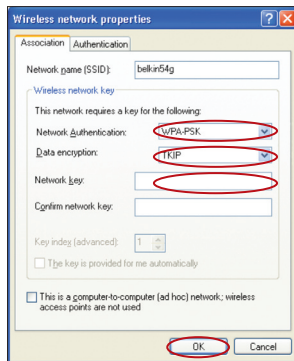 Wireless network properties
Association
Authentication
Network name (SSID):
belkin54g
Wireless network key
This network requires a key for the following:
Network Authentication:
WPA-PSK
Data encryption:
TKIP
Network key:
Confirm network key:
Key index (advanced):
1
The key is provided for me automatically
This is a computer-to-computer (ad hoc) network; wireless
access points are not used
OK
Cancel